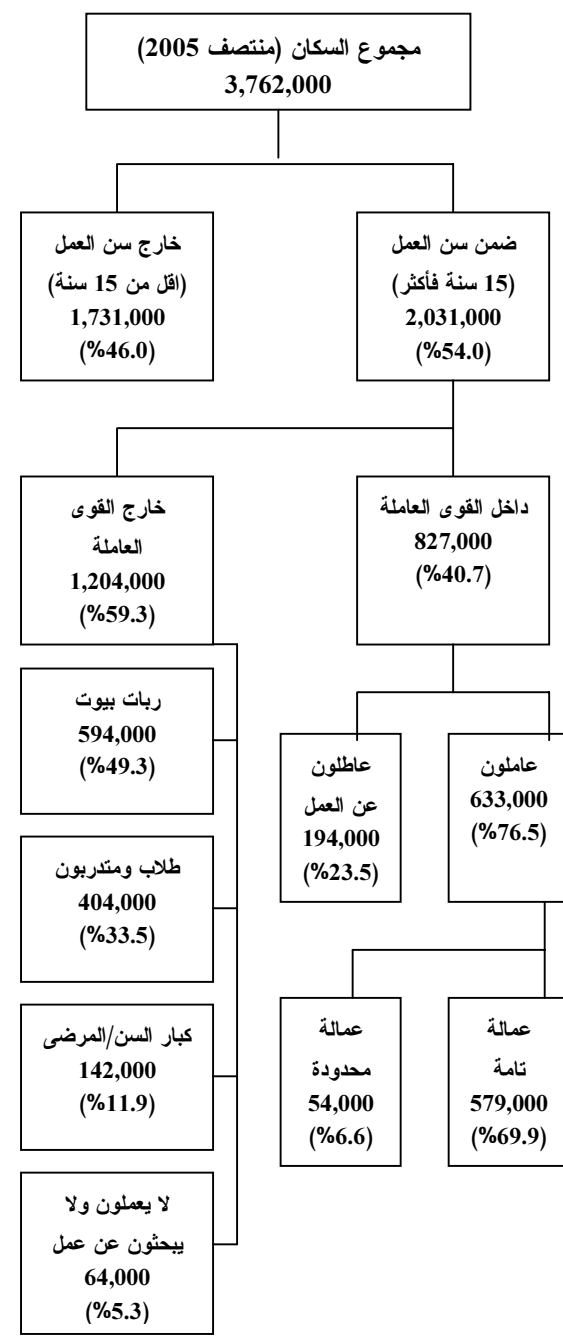 مجموع السكان (منتصف 2005)
3,762,000
ضمن سن العمل
(15 سنة فأكثر)
2,031,000
(%54.0)
خارج سن العمل
(اقل من 15 سنة)
1,731,000
(%46.0)
داخل القوى العاملة
827,000
(%40.7)
خارج القوى
العاملة
1,204,000
(%59.3)
عاملون
633,000
(%76.5)
عاطلون
عن العمل
194,000
(%23.5)
عمالة
تامة
579,000
(%69.9)
عمالة
محدودة
54,000
(%6.6)
ربات بيوت
594,000
(%49.3)
طلاب ومتدربون
404,000
(%33.5)
كبار السن/المرضى
142,000
(%11.9)
لا يعملون ولا
يبحثون عن عمل
64,000
(%5.3)